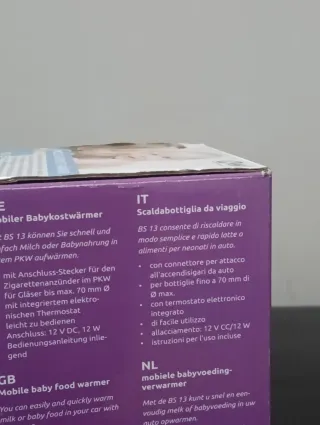 E
obiler Babykostwärmer
t BS 13 können Sie schnell und
nfach Milch oder Babynahrung in
rem PKW aufwärmen.
mit Anschluss-Stecker für den
Zigarettenanzünder im PKW
für Gläser bis max. 70 mm Ø
mit integriertem elektro-
nischen Thermostat
leicht zu bedienen
Anschluss: 12 V DC, 12 W
Bedienungsanleitung inlie-
gend
GB
Mobile baby food warmer
You can easily and quickly warm
milk or baby food in your car with
IT
Scaldabottiglia da viaggio
BS 13 consente di riscaldare in
modo semplice e rapido latte o
alimenti per neonati in auto.
• con connettore per attacco
all'accendisigari da auto
• per bottiglie fino a 70 mm di
Ø max.
• con termostato elettronico
integrato
• di facile utilizzo
• allacciamento: 12 V CC/12 W
• istruzioni per l'uso incluse
NL
mobiele babyvoeding-
verwarmer
Met de BS 13 kunt u snel en een-
voudig melk of babyvoeding in uw
auto opwarmen.